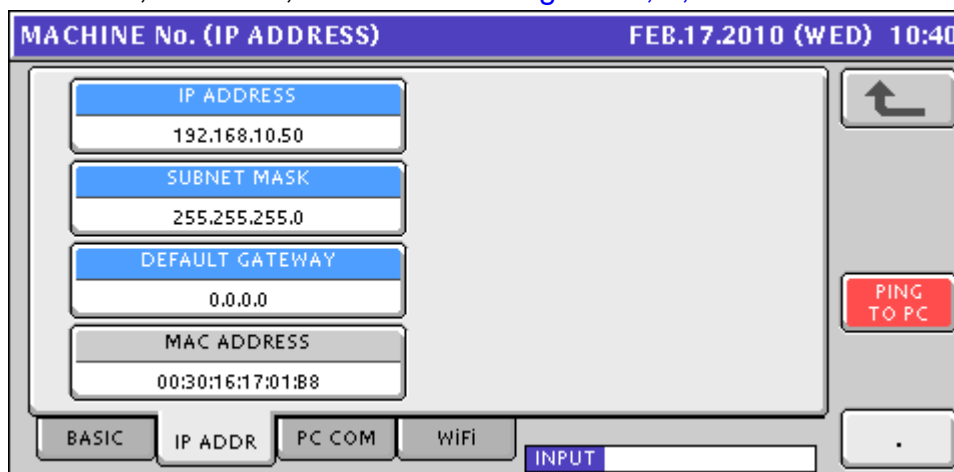 MACHINE No. (IP ADDRESS) FEB.17.2010 (WED) 10:40
IP ADDRESS
192.168.10.50
SUBNET MASK
255.255.255.0
DEFAULT GATEWAY
0.0.0.0
MAC ADDRESS
00:30:16:17:01:B8
PING
TO PC
BASIC
IP ADDR
PC COM
WiFi
INPUT
.